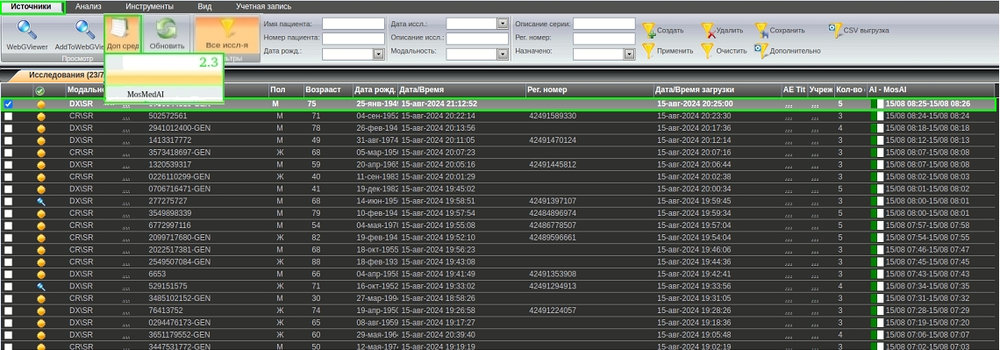 Источники Анализ Инструменты Вид Учетная запись
WebGViewer AddToWebGVie Доп сред Обновить Все иссл-я
Просмотр льтры
Имя пациента: Дата иссл.: Описание серии: Создать Удалить Сохранить CSV выгрузка
Номер пациента: Описание иссл.: Рег. номер:
Дата рожд.: Модальность: Назначено: Применить Очистить Дополнительно
2.3
MosMedAI
Исследования (23/7
Модально Пол Возрааст Дата рожд. Дата/Время Рег. номер Дата/Время загрузки AE Tit Учреж Кол-во AI - MosAI
DX\SR М 75 25-янв-194 15-авг-2024 21:12:52 15-авг-2024 20:25:00 ... ... 5 15/08 08:25-15/08 08:26
CR\SR ... 502572561 М 71 04-сен-1952 15-авг-2024 20:22:14 42491589330 15-авг-2024 20:23:30 ... ... 3 15/08 08:24-15/08 08:24
DX\SR ... 2941012400-GEN М 78 26-фев-194 15-авг-2024 20:13:56 15-авг-2024 20:17:36 ... ... 4 15/08 08:18-15/08 08:18
DX\SR ... 1413317772 М 49 31-авг-1974 15-авг-2024 20:11:05 42491470124 15-авг-2024 20:12:14 ... ... 3 15/08 08:12-15/08 08:13
CR\SR ... 3573418697-GEN Ж 68 05-мар-195 15-авг-2024 20:07:23 15-авг-2024 20:07:16 ... ... 3 15/08 08:07-15/08 08:08
DX\SR ... 1320539317 М 59 20-апр-196 15-авг-2024 20:05:16 42491445812 15-авг-2024 20:06:44 ... ... 3 15/08 08:07-15/08 08:08
CR\SR ... 0226110299-GEN Ж 40 11-сен-1983 15-авг-2024 20:01:29 15-авг-2024 20:02:38 ... ... 3 15/08 08:02-15/08 08:03
DX\SR ... 0706716471-GEN М 41 19-дек-1982 15-авг-2024 19:45:02 15-авг-2024 20:00:34 ... ... 5 15/08 08:01-15/08 08:02
DX\SR ... 277275727 М 68 14-июн-195 15-авг-2024 19:58:51 42491397107 15-авг-2024 19:59:45 ... ... 3 15/08 08:00-15/08 08:01
CR\SR ... 3549898339 М 79 10-фев-194 15-авг-2024 19:57:54 42484896974 15-авг-2024 19:59:34 ... ... 5 15/08 08:00-15/08 08:01
CR\SR ... 6772997116 М 54 04-мая-197 15-авг-2024 19:55:08 42486778507 15-авг-2024 19:57:04 ... ... 5 15/08 07:57-15/08 07:58
CR\SR ... 2099717680-GEN Ж 82 19-фев-194 15-авг-2024 19:52:10 42489596661 15-авг-2024 19:54:04 ... ... 5 15/08 07:54-15/08 07:55
CR\SR ... 2022517381-GEN М 68 18-окт-1955 15-авг-2024 19:56:23 15-авг-2024 19:46:06 ... ... 3 15/08 07:46-15/08 07:47
CR\SR ... 2549507084-GEN Ж 88 18-фев-193 15-авг-2024 19:43:08 15-авг-2024 19:44:36 ... ... 3 15/08 07:45-15/08 07:45
DX\SR ... 6653 М 66 04-апр-195 15-авг-2024 19:41:49 42491353908 15-авг-2024 19:42:41 ... ... 3 15/08 07:43-15/08 07:43
DX\SR ... 529151575 Ж 71 16-окт-1952 15-авг-2024 19:33:02 42491294913 15-авг-2024 19:33:56 ... ... 4 15/08 07:34-15/08 07:35
CR\SR ... 3485102152-GEN М 30 27-мар-199 15-авг-2024 18:58:26 15-авг-2024 19:31:05 ... ... 3 15/08 07:31-15/08 07:32
DX\SR ... 76413752 Ж 74 19-апр-195 15-авг-2024 19:26:58 42491224057 15-авг-2024 19:28:26 ... ... 3 15/08 07:28-15/08 07:29
DX\SR ... 0294476173-GEN Ж 65 08-авг-1959 15-авг-2024 19:17:27 15-авг-2024 19:18:36 ... ... 3 15/08 07:19-15/08 07:20
DX\SR ... 3651179552-GEN Ж 60 29-мая-196 15-авг-2024 20:39:40 15-авг-2024 19:05:48 ... ... 4 15/08 07:06-15/08 07:07
CR\SR ... 3447531772-GEN М 50 12-мая-197 15-авг-2024 19:19:19 15-авг-2024 19:02:19 ... ... 3 15/08 07:02-15/08 07:03